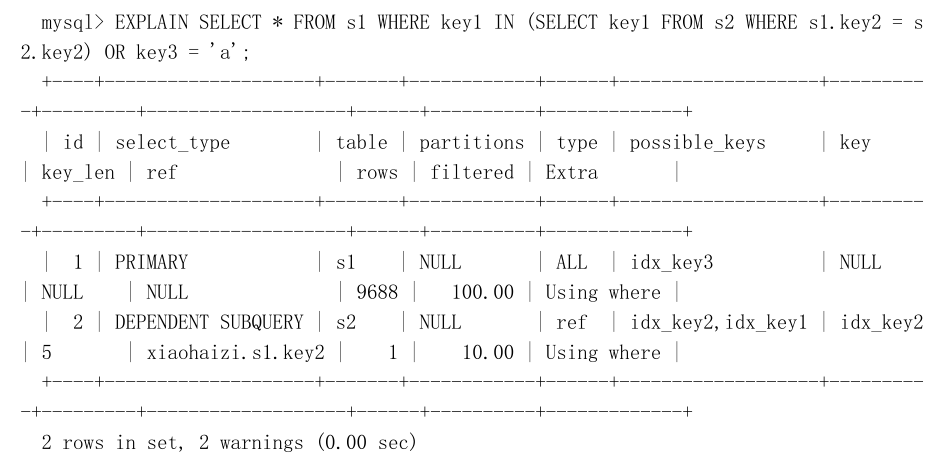 mysql> EXPLAIN SELECT * FROM s1 WHERE key1 IN (SELECT key1 FROM s2 WHERE s1.key2 = s
2.key2) OR key3 = 'a';
+----+--------------------+-------+------------+------+-------------------+---------
-+---------+-------------------+------+----------+-------------+
| id | select_type        | table | partitions | type | possible_keys     | key
| key_len | ref               | rows | filtered | Extra       |
+----+--------------------+-------+------------+------+-------------------+---------
-+---------+-------------------+------+----------+-------------+
|  1 | PRIMARY            | s1    | NULL       | ALL  | idx_key3          | NULL
| NULL    | NULL              | 9688 |   100.00 | Using where |
|  2 | DEPENDENT SUBQUERY | s2    | NULL       | ref  | idx_key2,idx_key1 | idx_key2
| 5       | xiaohaizi.s1.key2 |    1 |    10.00 | Using where |
+----+--------------------+-------+------------+------+-------------------+---------
-+---------+-------------------+------+----------+-------------+
2 rows in set, 2 warnings (0.00 sec)